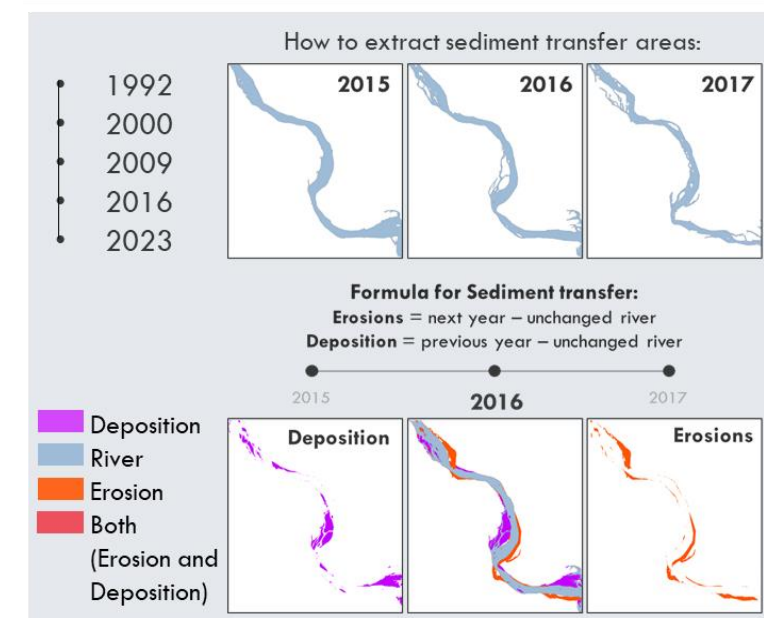 How to extract sediment transfer areas:
1992
2000
2009
2016
2023
2015
2016
2017
Formula for Sediment transfer:
Erosions = next year – unchanged river
Deposition = previous year – unchanged river
2015
2016
2017
Deposition
River
Erosion
Both
(Erosion and
Deposition)
Deposition
Erosions